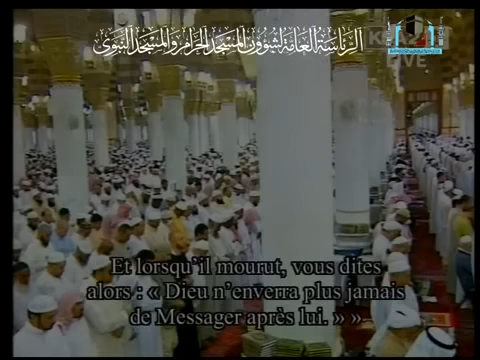 الرئاسة العامة لشؤون المسجد الحرام والمسجد النبوي
LIVE
Et lorsqu'il mourut, vous dites
alors : « Dieu n'enverra plus jamais
de Messager après lui. » »